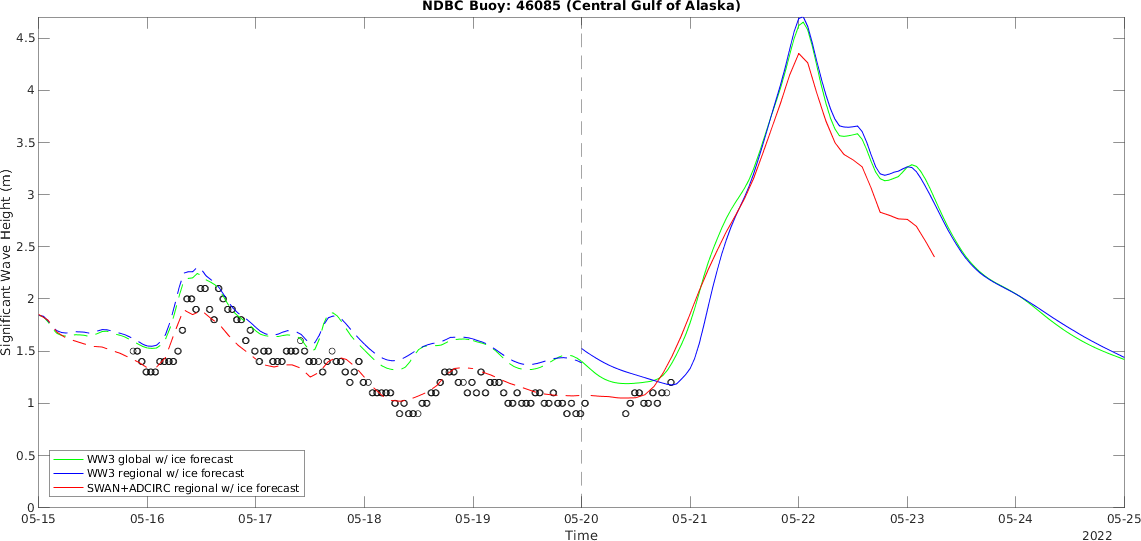 NDBC Buoy: 46085 (Central Gulf of Alaska)
Significant Wave Height (m)
4.5
4
3.5
3
2.5
2
1.5
1
0.5
0
WW3 global w/ ice forecast
WW3 regional w/ ice forecast
SWAN+ADCIRC regional w/ ice forecast
05-15 05-16 05-17 05-18 05-19 05-20 05-21 05-22 05-23 05-24 05-25
Time
2022